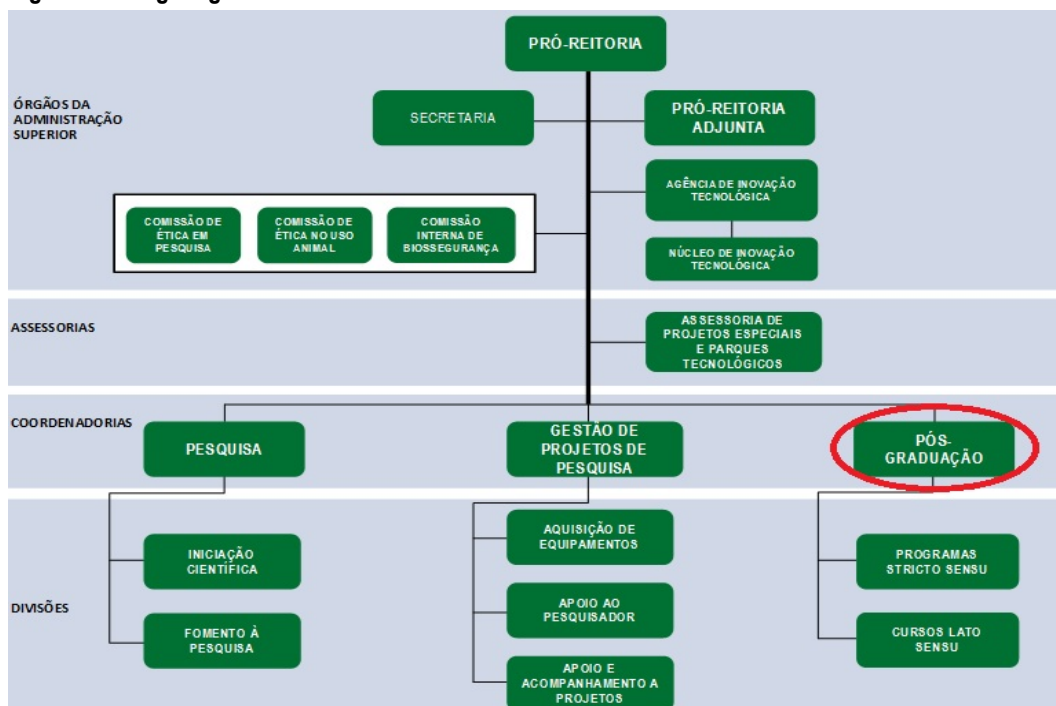 PRÓ-REITORIA
ÓRGÃOS DA
ADMINISTRAÇÃO
SUPERIOR
SECRETARIA
PRÓ-REITORIA
ADJUNTA
AGÊNCIA DE INOVAÇÃO
TECNOLÓGICA
COMISSÃO DE
ÉTICA EM
PESQUISA
COMISSÃO DE
ÉTICA NO USO
ANIMAL
COMISSÃO
INTERNA DE
BIOSSEGURANÇA
NÚCLEO DE INOVAÇÃO
TECNOLÓGICA
ASSESSORIAS
ASSESSORIA DE
PROJETOS ESPECIAIS
E PARQUES
TECNOLÓGICOS
COORDENADORIAS
PESQUISA
GESTÃO DE
PROJETOS DE
PESQUISA
PÓS-
GRADUAÇÃO
DIVISÕES
INICIAÇÃO
CIENTÍFICA
FOMENTO À
PESQUISA
AQUISIÇÃO DE
EQUIPAMENTOS
APOIO AO
PESQUISADOR
APOIO E
ACOMPANHAMENTO A
PROJETOS
PROGRAMAS
STRICTO SENSU
CURSOS LATO
SENSU